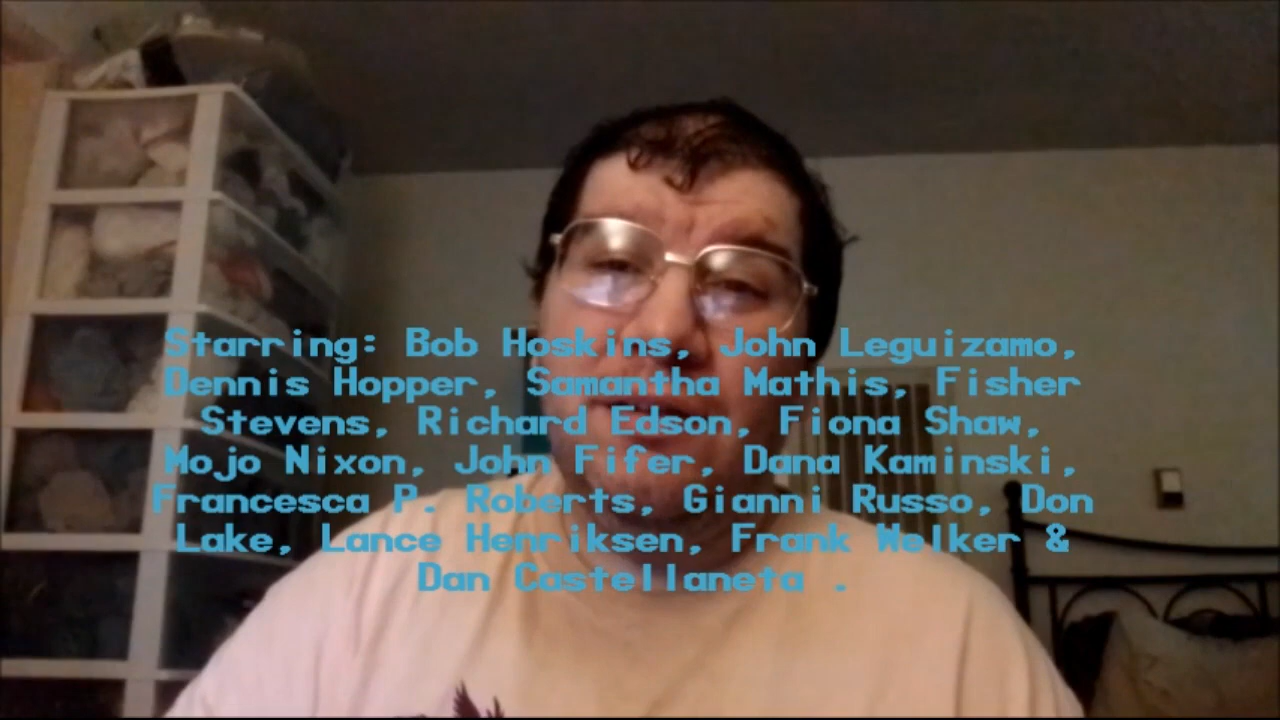 Starring: Bob Hoskins, John Leguizamo,
Dennis Hopper, Samantha Mathis, Fisher
Stevens, Richard Edson, Fiona Shaw,
Mojo Nixon, John Fifer, Dana Kaminski,
Francesca P. Roberts, Gianni Russo, Don
Lake, Lance Henriksen, Frank Welker &
Dan Castellaneta .